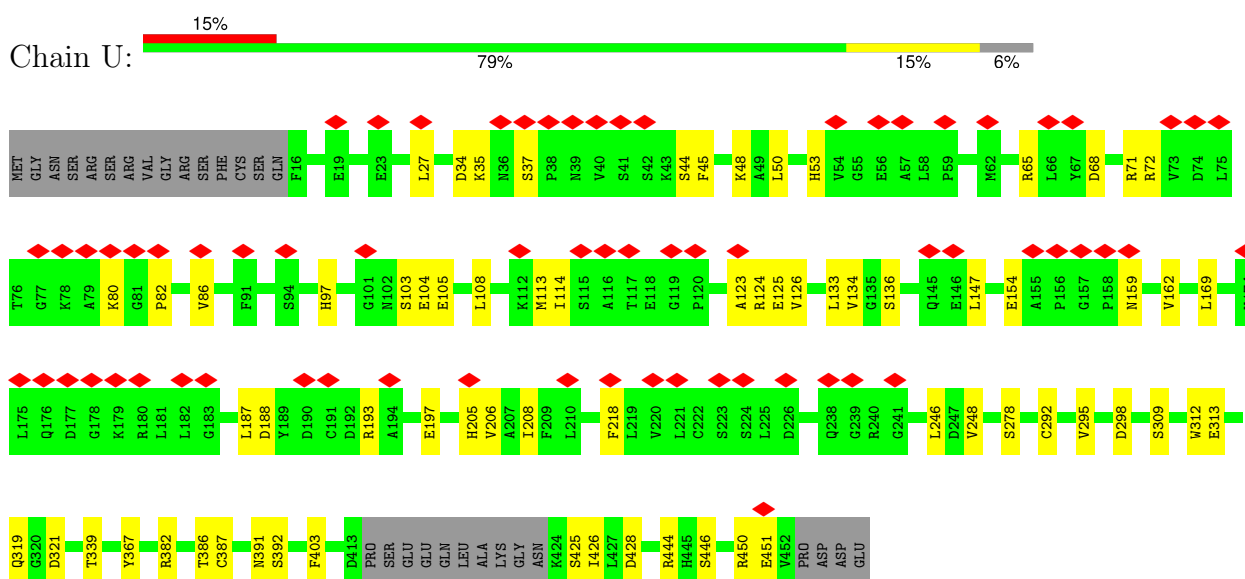 15%
Chain U:
79% 15% 6%
MET GLY ASN SER ARG SER ARG VAL GLY ARG SER PHE CYS SER GLN F16 E19 E23 L27 D34 K35 N36 S37 P38 N39 V40 S41 S42 K43 S44 F45 K48 A49 L50 H53 V54 G55 E56 A57 L58 P59 M62 R65 L66 Y67 D68 R71 R72 V73 D74 L75
T76 G77 K78 A79 K80 G81 P82 V86 F91 S94 H97 G101 N102 S103 E104 E105 L108 K112 M113 I114 S115 A116 T117 E118 G119 P120 A123 R124 E125 V126 L133 V134 G135 S136 Q145 E146 L147 E154 A155 P156 G157 P158 N159 V162 L169
L175 Q176 D177 G178 K179 R180 L181 L182 G183 L187 D188 Y189 D190 C191 D192 R193 A194 E197 H205 V206 A207 I208 F209 L210 F218 L219 V220 L221 C222 S223 S224 L225 D226 Q238 G239 R240 G241 L246 D247 V248 S278 C292 V295 D298 S309 W312 E313
Q319 G320 D321 T339 Y367 R382 T386 C387 N391 S392 F403 D413 PRO SER GLU GLU GLN LEU ALA LYS GLY ASN K424 S425 I426 L427 D428 R444 H445 S446 R450 E451 V452 PRO ASP ASP GLU